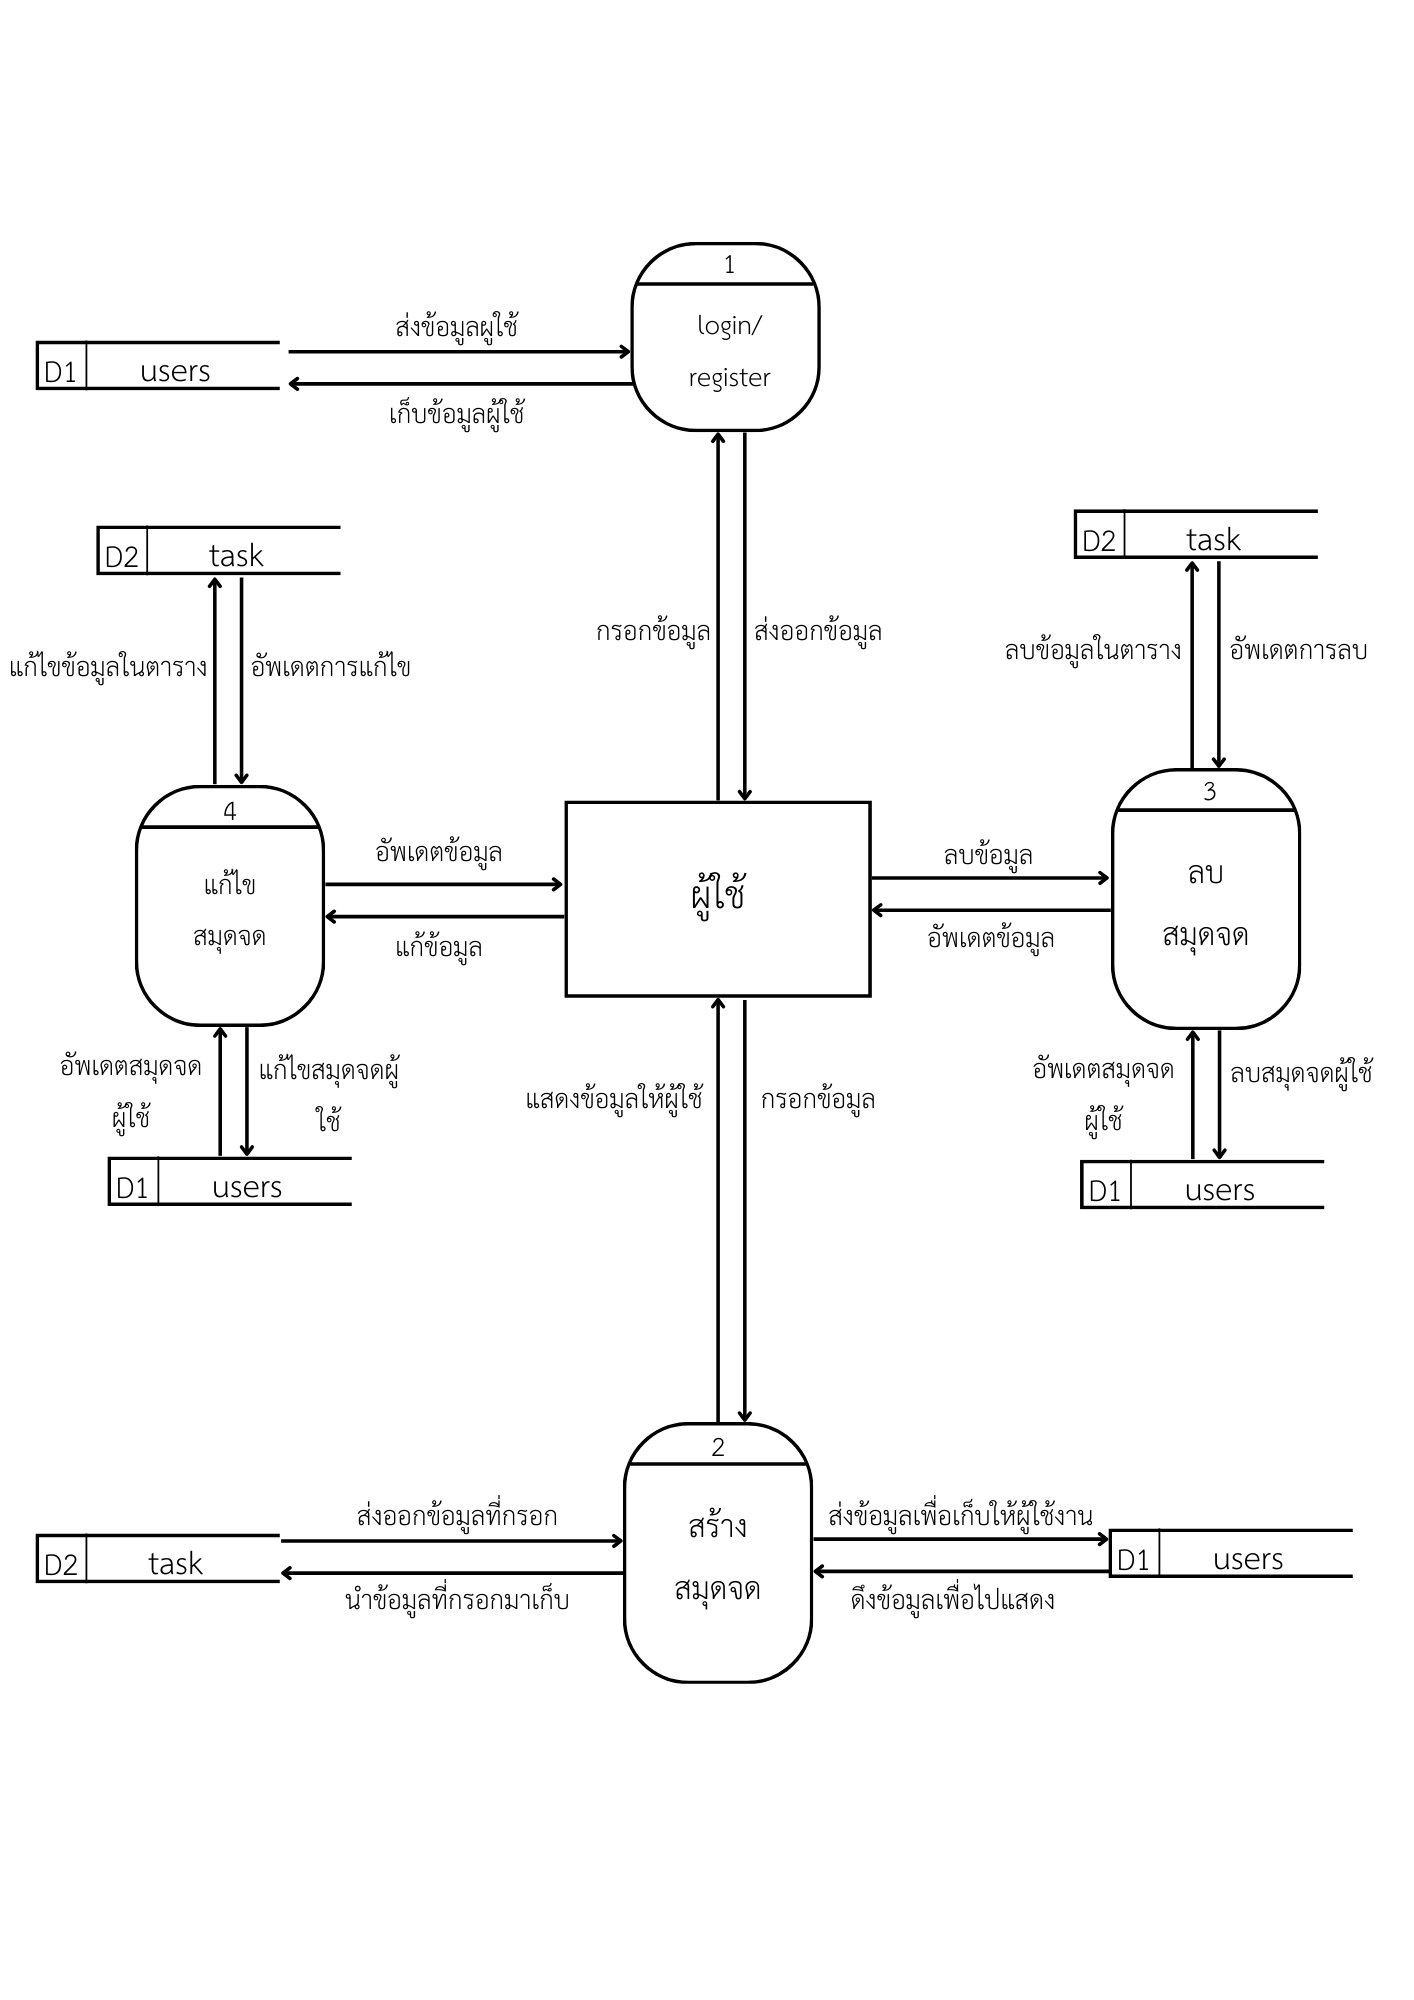 1
login/
register
ส่งข้อมูลผูใช้
D1 users
เก็บข้อมูลผู้ใช้
D2 task
D2 task
กรอกข้อมูล ส่งออกข้อมูล
ลบข้อมูลในตาราง อัพเดตการลบ
แก้ไขข้อมูลในตาราง อัพเดตการแก้ไข
4
แก้ไข
สมุดจด
อัพเดตข้อมูล
แก้ข้อมูล
ผู้ใช้
ลบข้อมูล
อัพเดตข้อมูล
3
ลบ
สมุดจด
อัพเดตสมุดจด
ผู้ใช้
แก้ไขสมุดจดผู้
ใช้
D1 users
แสดงข้อมูลให้ผู้ใช้ กรอกข้อมูล
อัพเดตสมุดจด
ผู้ใช้
ลบสมุดจดผู้ใช้
D1 users
2
สร้าง
สมุดจด
ส่งออกข้อมูลที่กรอก
D2 task
นำข้อมูลที่กรอกมาเก็บ
ส่งข้อมูลเพื่อเก็บให้ผู้ใช้งาน
D1 users
ดึงข้อมูลเพื่อไปแสดง